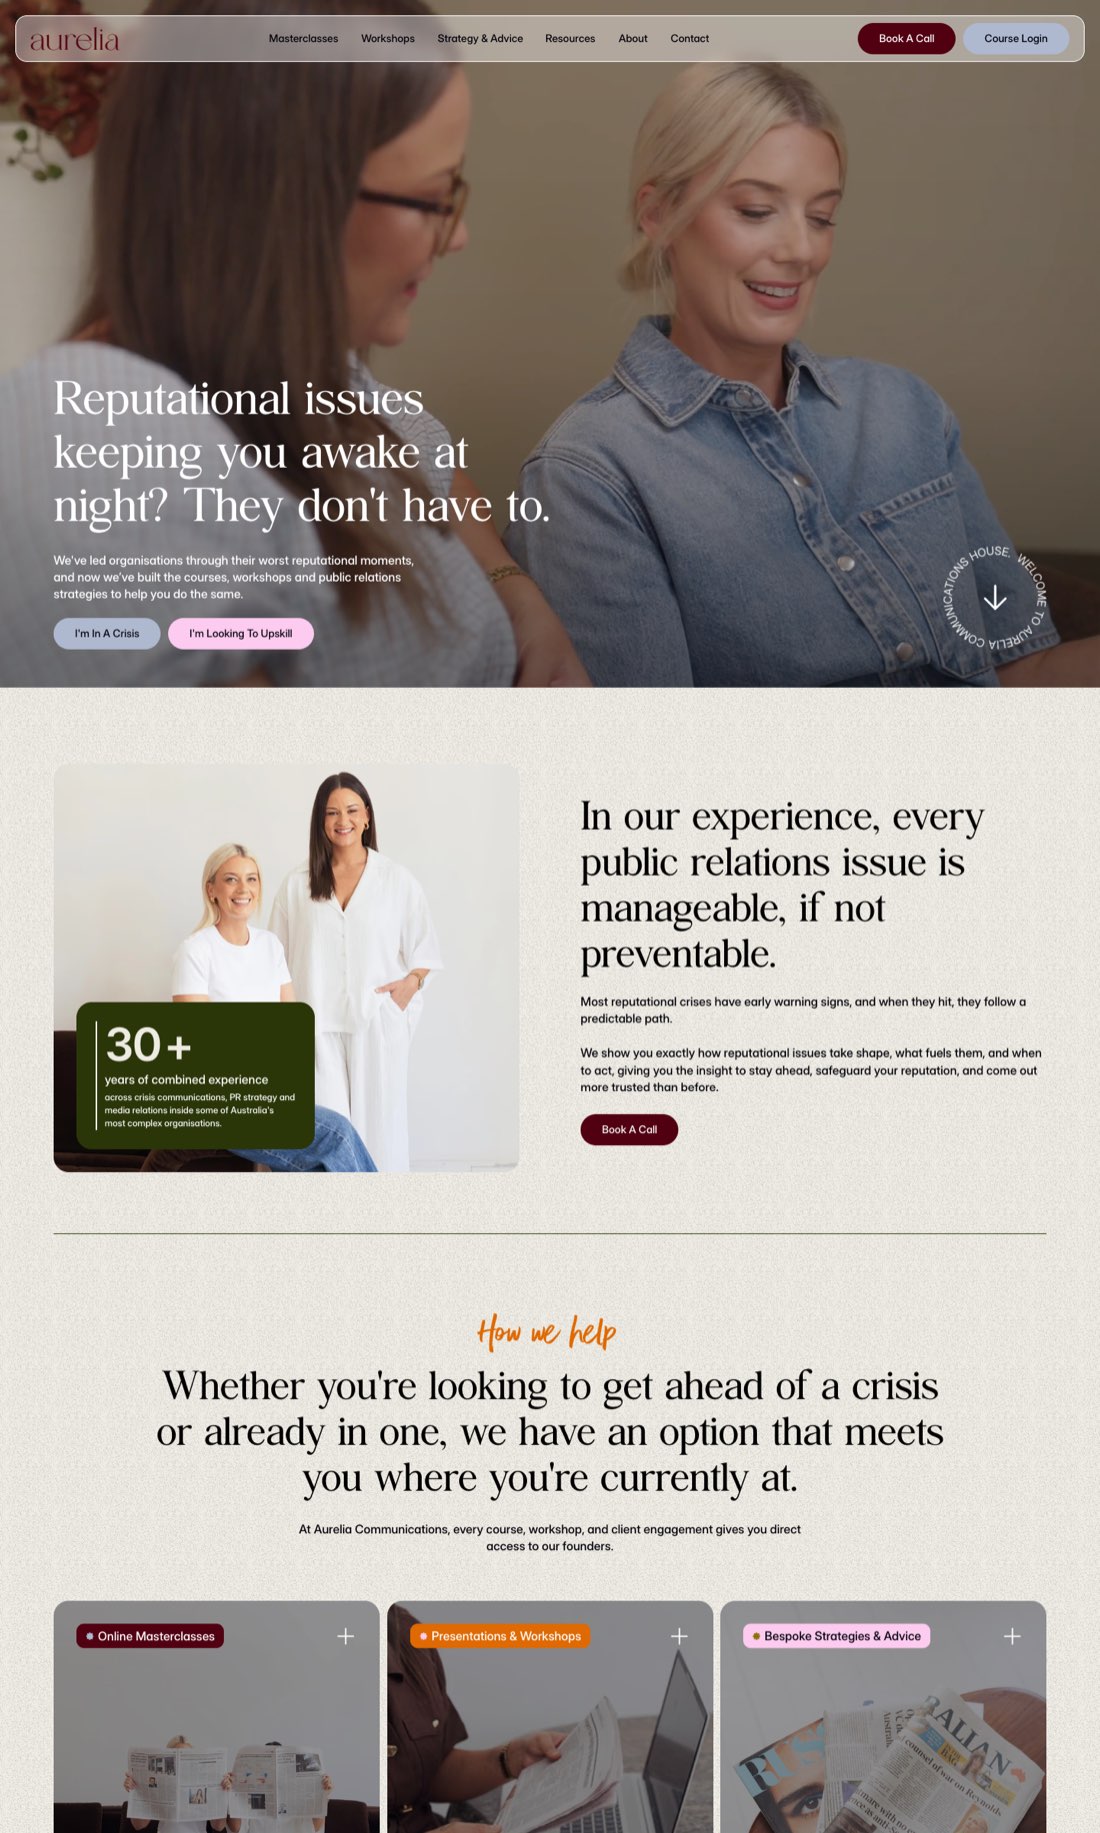 aurelia
Masterclasses
Workshops
Strategy & Advice
Resources
About
Contact
Book A Call
Course Login
Reputational issues
keeping you awake at
night? They don't have to.
We've led organisations through their worst reputational moments,
and now we've built the courses, workshops and public relations
strategies to help you do the same.
I'm In A Crisis
I'm Looking To Upskill
WELCOME TO AURELIA COMMUNICATIONS HOUSE.
In our experience, every
public relations issue is
manageable, if not
preventable.
Most reputational crises have early warning signs, and when they hit, they follow a
predictable path.
We show you exactly how reputational issues take shape, what fuels them, and when
to act, giving you the insight to stay ahead, safeguard your reputation, and come out
more trusted than before.
Book A Call
30+
years of combined experience
across crisis communications, PR strategy and
media relations inside some of Australia's
most complex organisations.
How we help
Whether you're looking to get ahead of a crisis
or already in one, we have an option that meets
you where you're currently at.
At Aurelia Communications, every course, workshop, and client engagement gives you direct
access to our founders.
Online Masterclasses
Presentations & Workshops
Bespoke Strategies & Advice
RUS
counsel of war on Reynolds